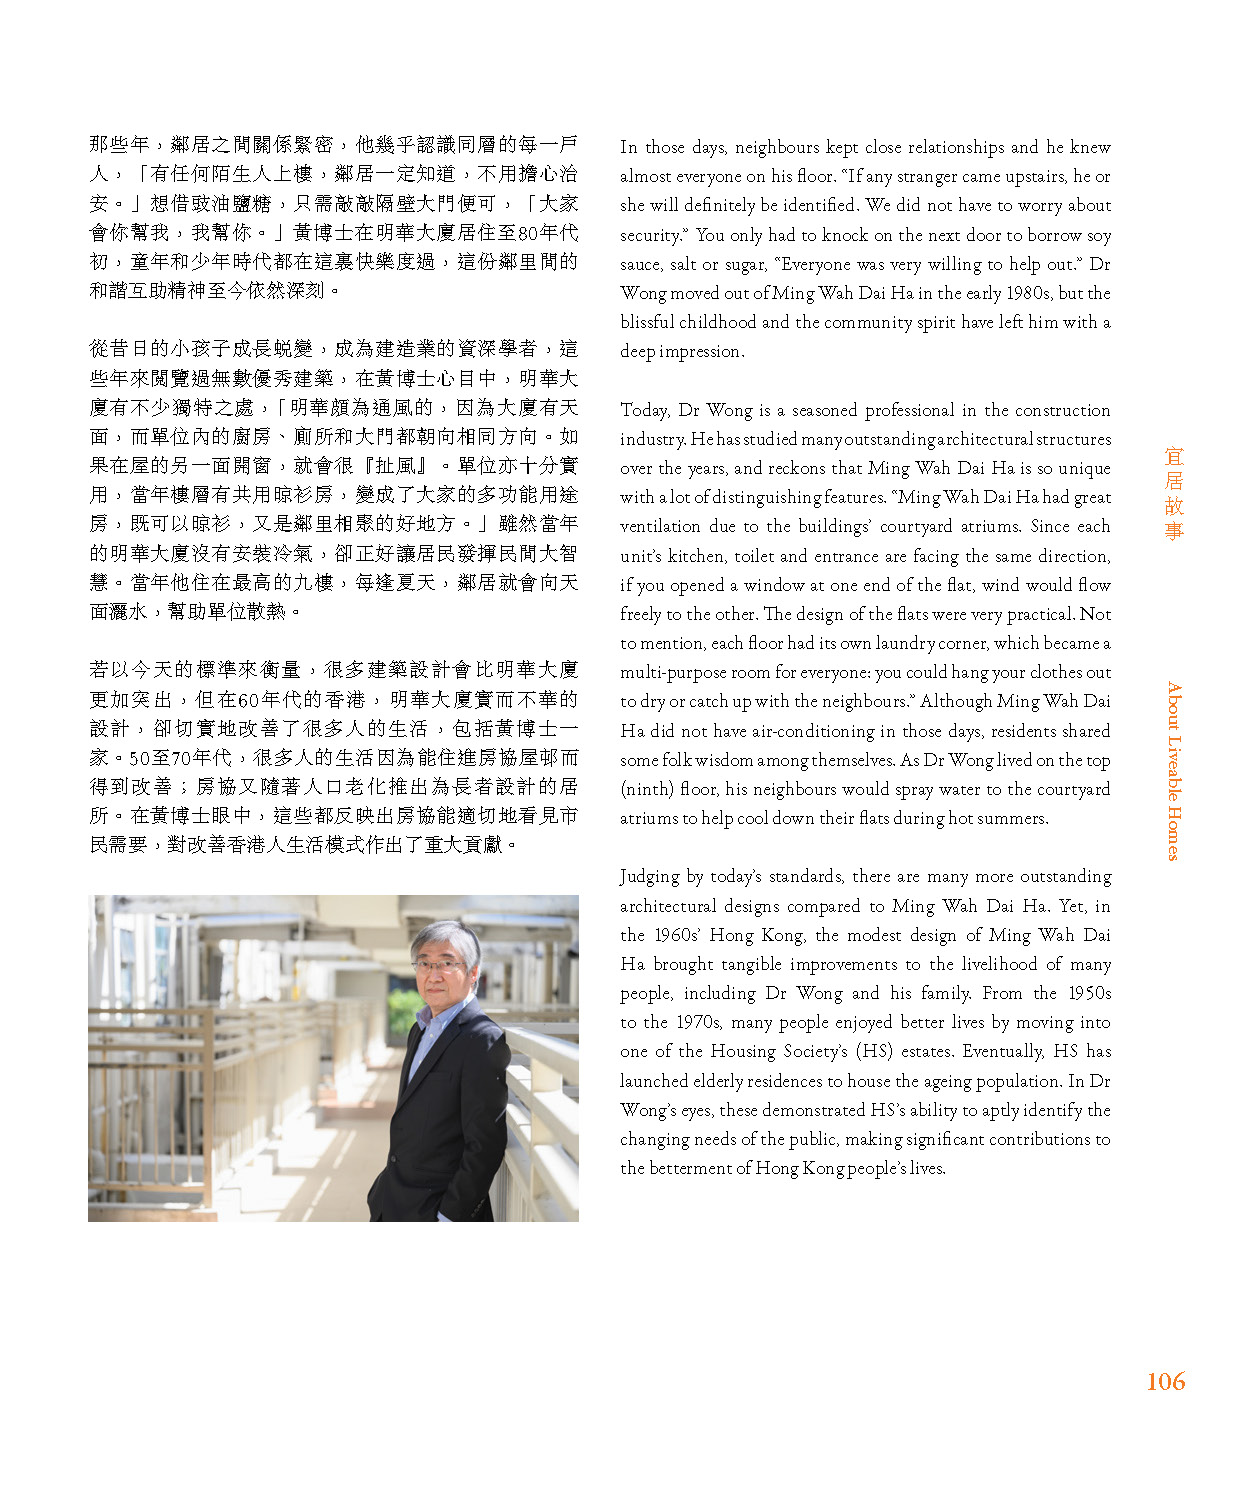 那些年，鄰居之間關係緊密，他幾乎認識同層的每一戶
人，「有任何陌生人上樓，鄰居一定知道，不用擔心治
安。」想借豉油鹽糖，只需敲敲隔壁大門便可，「大家
會你幫我，我幫你。」黃博士在明華大廈居住至80年代
初，童年和少年時代都在這裏快樂度過，這份鄰里間的
和諧互助精神至今依然深刻。
從昔日的小孩子成長蛻變，成為建造業的資深學者，這
些年來閱覽過無數優秀建築，在黃博士心目中，明華大
廈有不少獨特之處，「明華頗為通風的，因為大廈有天
面，而單位內的廚房、廁所和大門都朝向相同方向。如
果在屋的另一面開窗，就會很『扯風』。單位亦十分實
用，當年樓層有共用晾衫房，變成了大家的多功能用途
房，既可以晾衫，又是鄰里相聚的好地方。」雖然當年
的明華大廈沒有安裝冷氣，卻正好讓居民發揮民間大智
慧。當年他住在最高的九樓，每逢夏天，鄰居就會向天
面灑水，幫助單位散熱。
若以今天的標準來衡量，很多建築設計會比明華大廈
更加突出，但在60年代的香港，明華大廈實而不華的
設計，卻切實地改善了很多人的生活，包括黃博士一
家。50至70年代，很多人的生活因為能住進房協屋邨而
得到改善；房協又隨著人口老化推出為長者設計的居
所。在黃博士眼中，這些都反映出房協能適切地看見市
民需要，對改善香港人生活模式作出了重大貢獻。
In those days, neighbours kept close relationships and he knew
almost everyone on his floor. “If any stranger came upstairs, he or
she will definitely be identified. We did not have to worry about
security.” You only had to knock on the next door to borrow soy
sauce, salt or sugar, “Everyone was very willing to help out.” Dr
Wong moved out of Ming Wah Dai Ha in the early 1980s, but the
blissful childhood and the community spirit have left him with a
deep impression.
Today, Dr Wong is a seasoned professional in the construction
industry. He has studied many outstanding architectural structures
over the years, and reckons that Ming Wah Dai Ha is so unique
with a lot of distinguishing features. “Ming Wah Dai Ha had great
ventilation due to the buildings’ courtyard atriums. Since each
unit’s kitchen, toilet and entrance are facing the same direction,
if you opened a window at one end of the flat, wind would flow
freely to the other. The design of the flats were very practical. Not
to mention, each floor had its own laundry corner, which became a
multi-purpose room for everyone: you could hang your clothes out
to dry or catch up with the neighbours.” Although Ming Wah Dai
Ha did not have air-conditioning in those days, residents shared
some folk wisdom among themselves. As Dr Wong lived on the top
(ninth) floor, his neighbours would spray water to the courtyard
atriums to help cool down their flats during hot summers.
Judging by today’s standards, there are many more outstanding
architectural designs compared to Ming Wah Dai Ha. Yet, in
the 1960s’ Hong Kong, the modest design of Ming Wah Dai
Ha brought tangible improvements to the livelihood of many
people, including Dr Wong and his family. From the 1950s
to the 1970s, many people enjoyed better lives by moving into
one of the Housing Society’s (HS) estates. Eventually, HS has
launched elderly residences to house the ageing population. In Dr
Wong’s eyes, these demonstrated HS’s ability to aptly identify the
changing needs of the public, making significant contributions to
the betterment of Hong Kong people’s lives.
宜居故事
About Liveable Homes
106